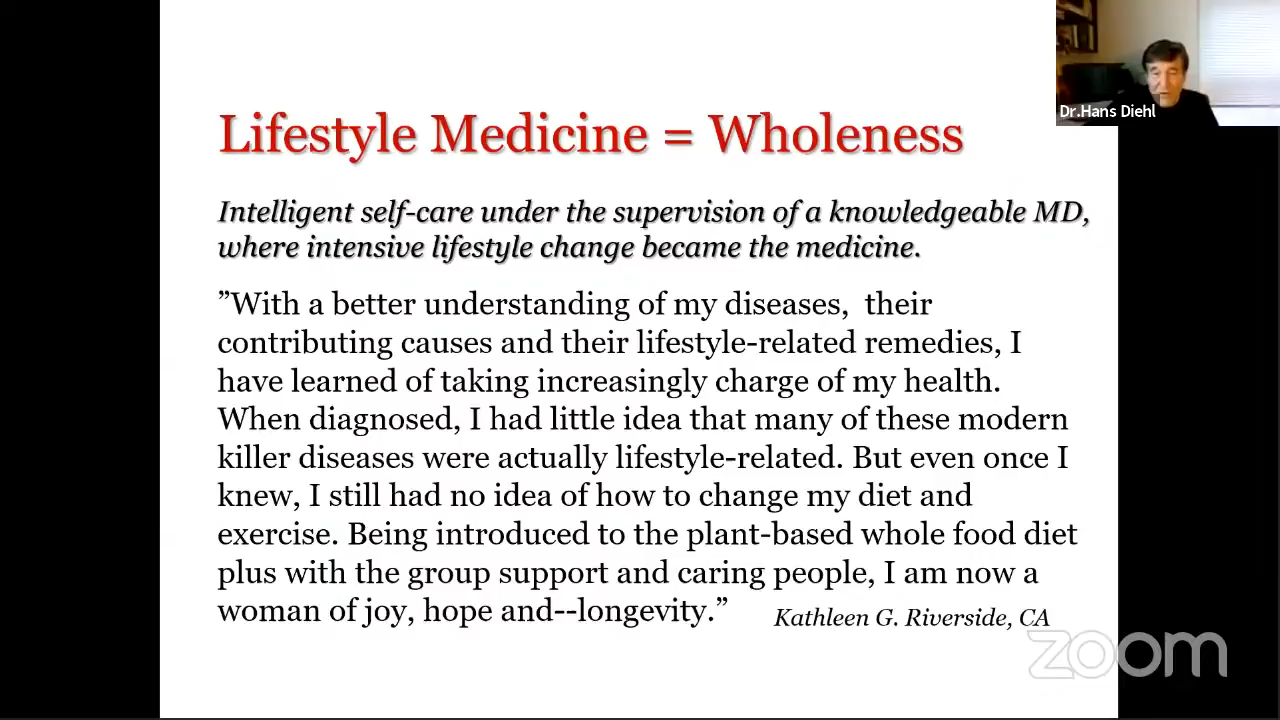 Dr.Hans Diehl
Lifestyle Medicine = Wholeness
Intelligent self-care under the supervision of a knowledgeable MD,
where intensive lifestyle change became the medicine.
”With a better understanding of my diseases,  their
contributing causes and their lifestyle-related remedies, I
have learned of taking increasingly charge of my health.
When diagnosed, I had little idea that many of these modern
killer diseases were actually lifestyle-related. But even once I
knew, I still had no idea of how to change my diet and
exercise. Being introduced to the plant-based whole food diet
plus with the group support and caring people, I am now a
woman of joy, hope and--longevity.”
Kathleen G. Riverside, CA
zoom